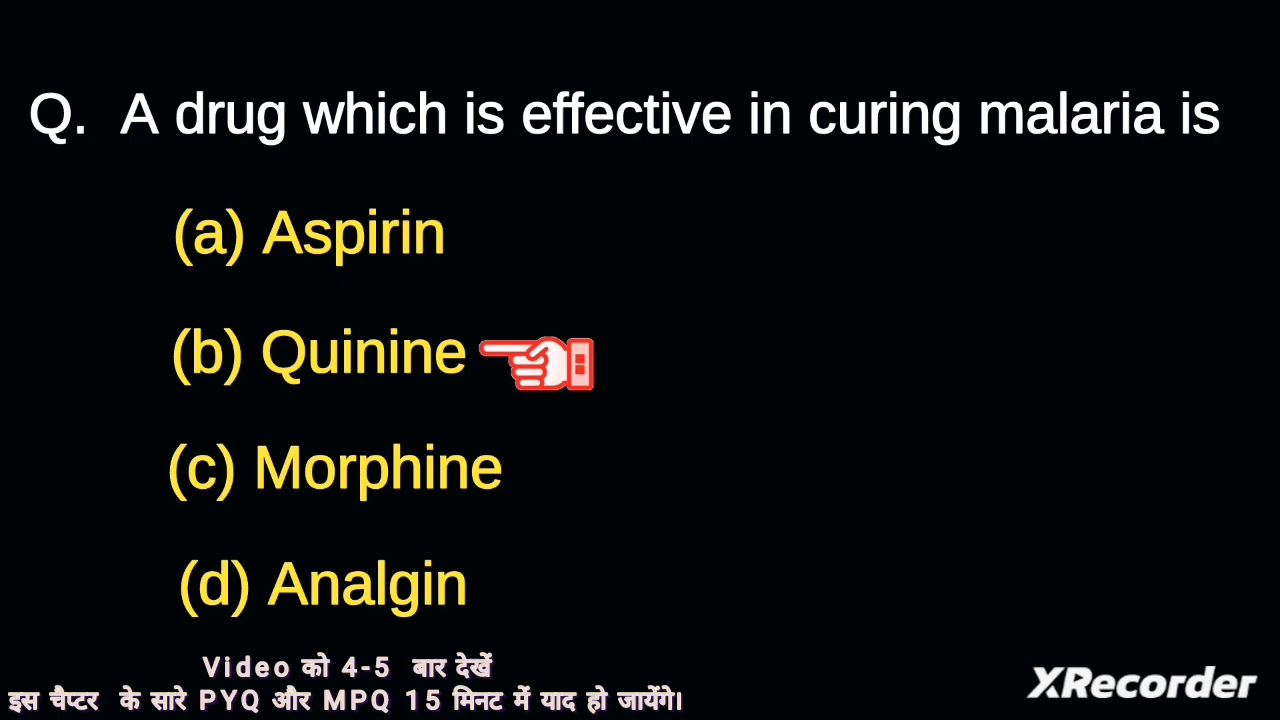 Q. A drug which is effective in curing malaria is
(a) Aspirin
(b) Quinine
(c) Morphine
(d) Analgin
Video को 4-5 बार देखें
इस चैप्टर के सारे PYQ और MPQ 15 मिनट में याद हो जायेंगे।
XRecorder